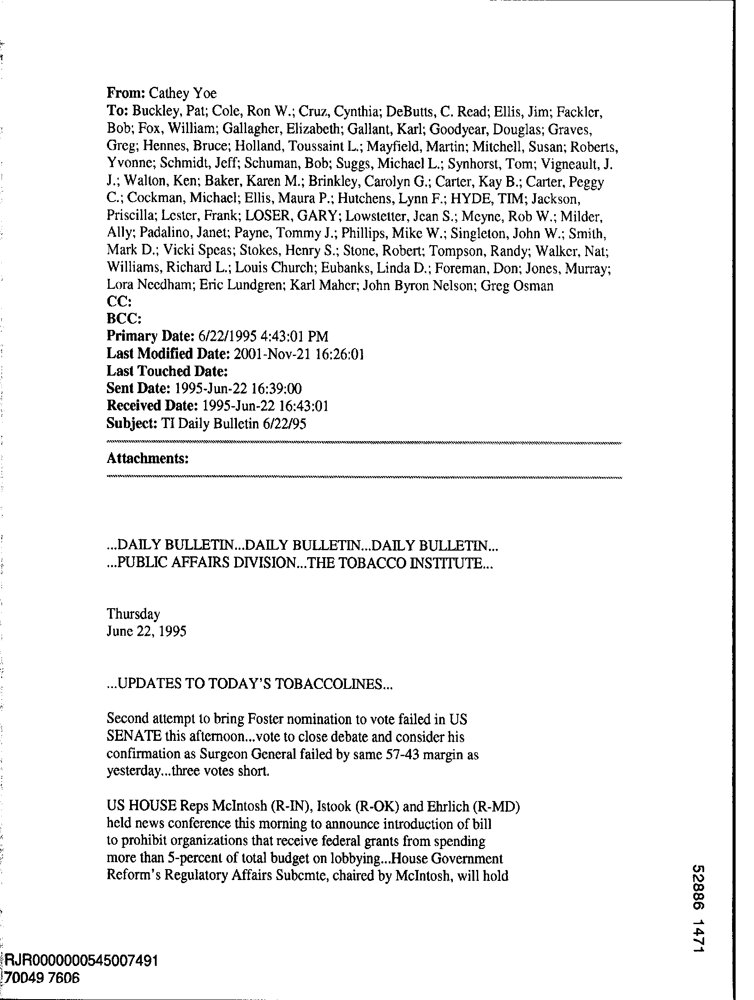 From: Cathey Yoe
To: Buckley, Pat; Cole, Ron W.; Cruz, Cynthia; DeButts, C. Read; Ellis, Jim; Fackler,
Bob; Fox, William; Gallagher, Elizabeth; Gallant, Karl; Goodyear, Douglas; Graves,
Greg; Hennes, Bruce; Holland, Toussaint L.; Mayfield, Martin; Mitchell, Susan; Roberts,
Yvonne; Schmidt, Jeff; Schuman, Bob; Suggs, Michael L.; Synhorst, Tom; Vigneault, J.
J.; Walton, Ken; Baker, Karen M.; Brinkley, Carolyn G.; Carter, Kay B.; Carter, Peggy
C.; Cockman, Michael; Ellis, Maura P.; Hutchens, Lynn F.; HYDE, TIM; Jackson,
Priscilla; Lester, Frank; LOSER, GARY; Lowstetter, Jean S.; Meyne, Rob W.; Milder,
Ally; Padalino, Janet; Payne, Tommy J.; Phillips, Mike W.; Singleton, John W.; Smith,
Mark D.; Vicki Speas; Stokes, Henry S.; Stone, Robert; Tompson, Randy; Walker, Nat;
Williams, Richard L.; Louis Church; Eubanks, Linda D.; Foreman, Don; Jones, Murray;
Lora Needham; Eric Lundgren; Karl Maher; John Byron Nelson; Greg Osman
CC:
BCC:
Primary Date: 6/22/1995 4:43:01 PM
Last Modified Date: 2001-Nov-21 16:26:01
Last Touched Date:
Sent Date: 1995-Jun-22 16:39:00
Received Date: 1995-Jun-22 16:43:01
Subject: TI Daily Bulletin 6/22/95
Attachments:
...DAILY BULLETIN...DAILY BULLETIN...DAILY BULLETIN...
...PUBLIC AFFAIRS DIVISION...THE TOBACCO INSTITUTE...
Thursday
June 22, 1995
...UPDATES TO TODAY'S TOBACCOLINES...
Second attempt to bring Foster nomination to vote failed in US
SENATE this afternoon...vote to close debate and consider his
confirmation as Surgeon General failed by same 57-43 margin as
yesterday...three votes short.
US HOUSE Reps McIntosh (R-IN), Istook (R-OK) and Ehrlich (R-MD)
held news conference this morning to announce introduction of bill
to prohibit organizations that receive federal grants from spending
more than 5-percent of total budget on lobbying...House Government
Reform's Regulatory Affairs Subcmte, chaired by McIntosh, will hold
52886 1471
RJR0000000545007491
70049 7606